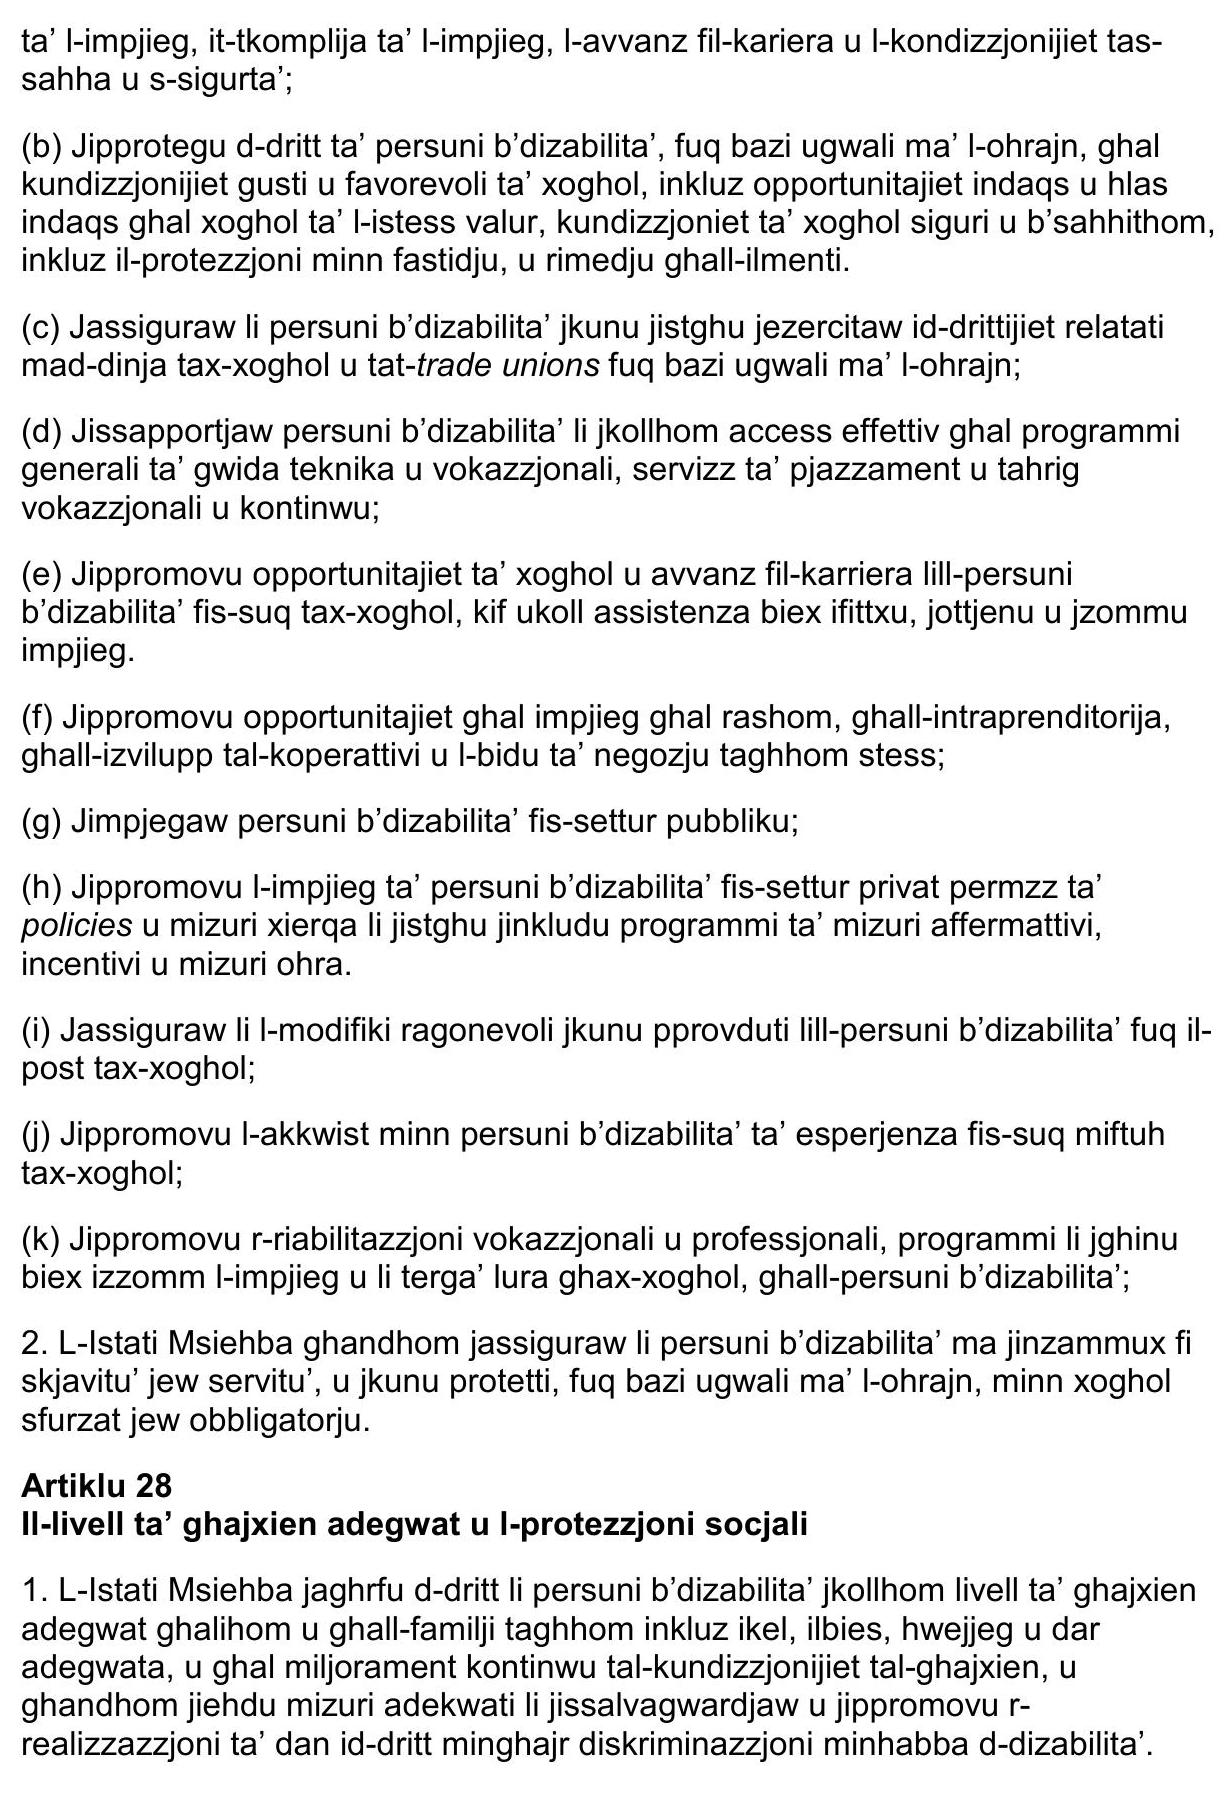 ta’ l-impjieg, it-tkomplija ta’ l-impjieg, l-avvanz fil-kariera u l-kondizzjonijiet tas-
sahha u s-sigurta’;
(b) Jipprotegu d-dritt ta’ persuni b’dizabilita’, fuq bazi ugwali ma’ l-ohrajn, ghal
kundizzjonijiet gusti u favorevoli ta’ xoghol, inkluz opportunitajiet indaqs u hlas
indaqs ghal xoghol ta’ l-istess valur, kundizzjoniet ta’ xoghol siguri u b’sahhithom,
inkluz il-protezzjoni minn fastidju, u rimedju ghall-ilmenti.
(c) Jassiguraw li persuni b’dizabilita’ jkunu jistghu jezercitaw id-drittijiet relatati
mad-dinja tax-xoghol u tat-trade unions fuq bazi ugwali ma’ l-ohrajn;
(d) Jissapportjaw persuni b’dizabilita’ li jkollhom access effettiv ghal programmi
generali ta’ gwida teknika u vokazzjonali, servizz ta’ pjazzament u tahrig
vokazzjonali u kontinwu;
(e) Jippromovu opportunitajiet ta’ xoghol u avvanz fil-karriera lill-persuni
b’dizabilita’ fis-suq tax-xoghol, kif ukoll assistenza biex ifittxu, jottjenu u jzommu
impjieg.
(f) Jippromovu opportunitajiet ghal impjieg ghal rashom, ghall-intraprenditorija,
ghall-izvilupp tal-koperattivi u l-bidu ta’ negozju taghhom stess;
(g) Jimpjegaw persuni b’dizabilita’ fis-settur pubbliku;
(h) Jippromovu l-impjieg ta’ persuni b’dizabilita’ fis-settur privat permzz ta’
policies u mizuri xierqa li jistghu jinkludu programmi ta’ mizuri affermattivi,
incentivi u mizuri ohra.
(i) Jassiguraw li l-modifiki ragonevoli jkunu pprovduti lill-persuni b’dizabilita’ fuq il-
post tax-xoghol;
(j) Jippromovu l-akkwist minn persuni b’dizabilita’ ta’ esperjenza fis-suq miftuh
tax-xoghol;
(k) Jippromovu r-riabilitazzjoni vokazzjonali u professjonali, programmi li jghinu
biex izzomm l-impjieg u li terga’ lura ghax-xoghol, ghall-persuni b’dizabilita’;
2. L-Istati Msiehba ghandhom jassiguraw li persuni b’dizabilita’ ma jinzammux fi
skjavitu’ jew servitu’, u jkunu protetti, fuq bazi ugwali ma’ l-ohrajn, minn xoghol
sfurzat jew obbligatorju.
Artiklu 28
Il-livell ta’ ghajxien adegwat u l-protezzjoni socjali
1. L-Istati Msiehba jaghrfu d-dritt li persuni b’dizabilita’ jkollhom livell ta’ ghajxien
adegwat ghalihom u ghall-familji taghhom inkluz ikel, ilbies, hwejjeg u dar
adegwata, u ghal miljorament kontinwu tal-kundizzjonijiet tal-ghajxien, u
ghandhom jiehdu mizuri adekwati li jissalvagwardjaw u jippromovu r-
realizzazzjoni ta’ dan id-dritt minghajr diskriminazzjoni minhabba d-dizabilita’.